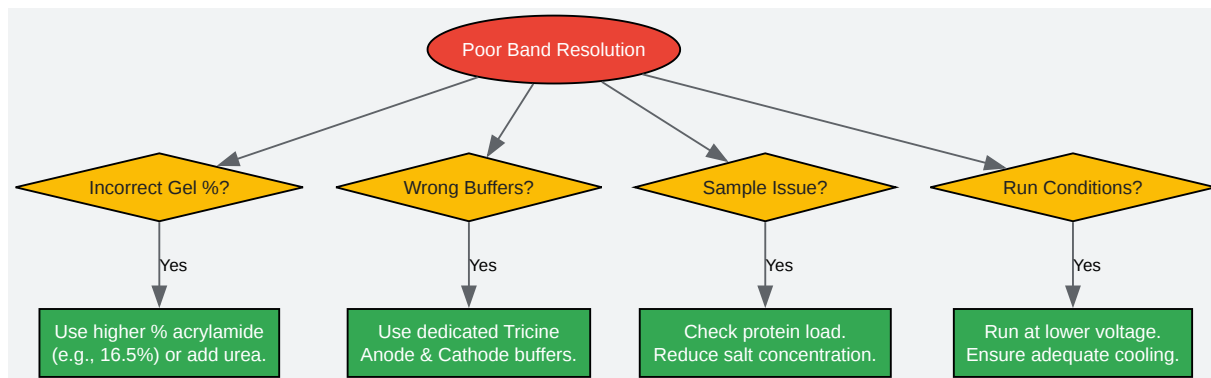 Poor Band Resolution
Incorrect Gel %?
Wrong Buffers?
Sample Issue?
Run Conditions?
Yes
Yes
Yes
Yes
Use higher % acrylamide
(e.g., 16.5%) or add urea.
Use dedicated Tricine
Anode & Cathode buffers.
Check protein load.
Reduce salt concentration.
Run at lower voltage.
Ensure adequate cooling.